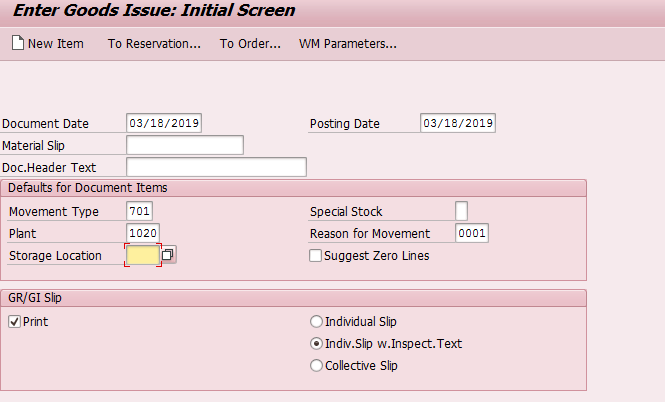 Enter Goods Issue: Initial Screen
New Item To Reservation... To Order... WM Parameters...
Document Date 03/18/2019 Posting Date 03/18/2019
Material Slip
Doc.Header Text
Defaults for Document Items
Movement Type 701 Special Stock
Plant 1020 Reason for Movement 0001
Storage Location Suggest Zero Lines
GR/GI Slip
Print Individual Slip
Indiv.Slip w.Inspect.Text
Collective Slip